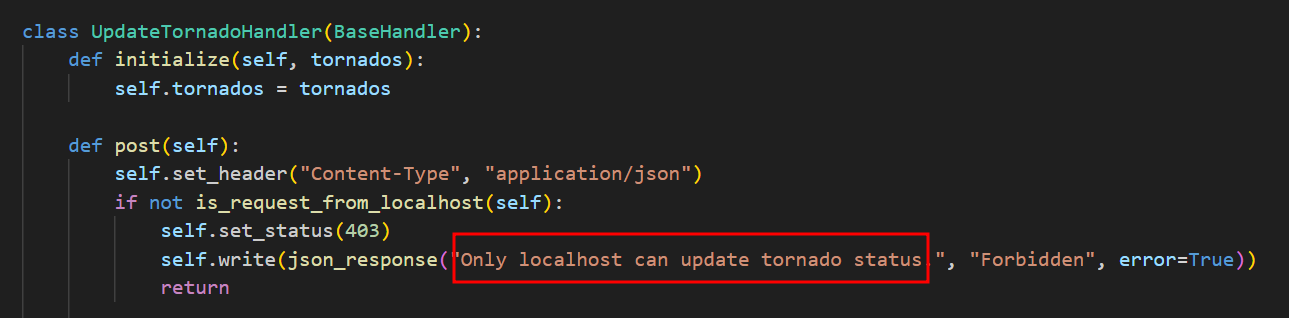 class UpdateTornadoHandler(BaseHandler):
def initialize(self, tornados):
self.tornados = tornados
def post(self):
self.set_header("Content-Type", "application/json")
if not is_request_from_localhost(self):
self.set_status(403)
self.write(json_response("Only localhost can update tornado status.", "Forbidden", error=True))
return